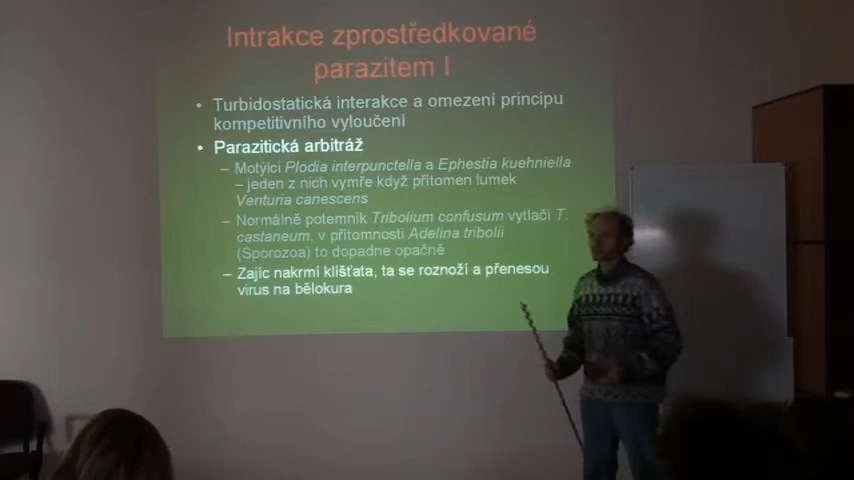 Intrakce zprostředkované
parazitem I
• Turbidostatická interakce a omezení principu
kompetitivního vyloučení
• Parazitická arbitráž
– Motýlci Plodia interpunctella a Ephestia kuehniella
– jeden z nich vymře když přítomen lumek
Venturia canescens
– Normálně potemník Tribolium confusum vytlačí T.
castaneum, v přítomnosti Adelina tribolii
(Sporozoa) to dopadne opačně
– Zajíc nakrmí klíšťata, ta se roznoží a přenesou
virus na bělokura